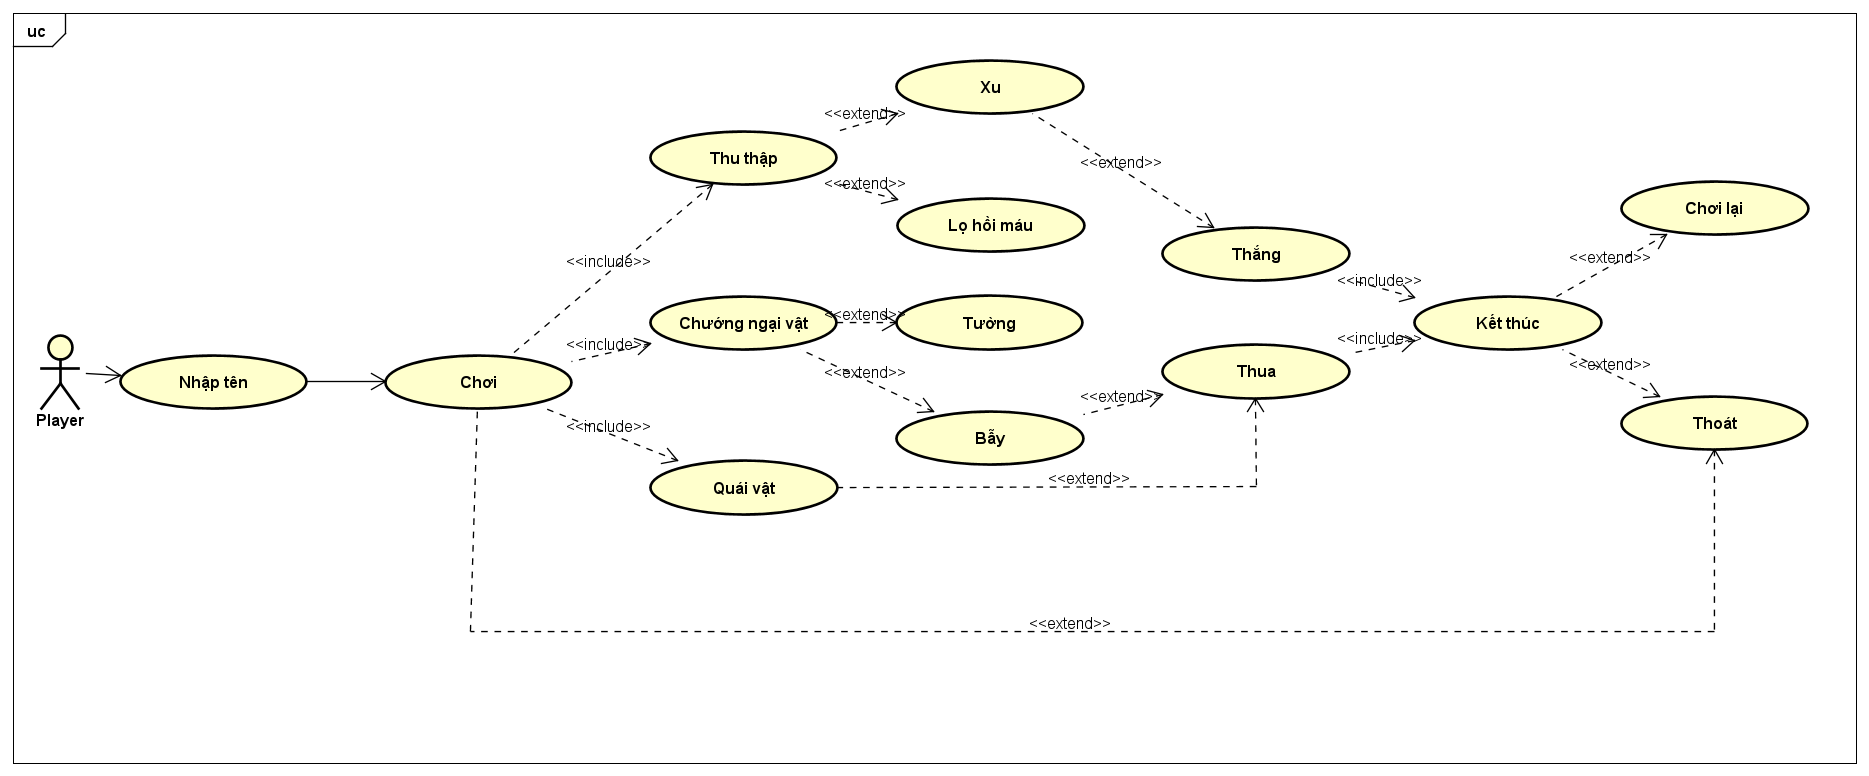 uc
Xu
<<extend>>
Thu thập
<<extend>>
<<extend>>
Lọ hồi máu
Chơi lại
Thắng
<<include>>
<<extend>>
<<include>>
<<extend>>
Chướng ngại vật
Tường
Kết thúc
<<include>>
<<include>>
<<extend>>
<<extend>>
Thua
Player
Nhập tên
Chơi
<<extend>>
<<include>>
Bẫy
Thoát
Quái vật
<<extend>>
<<extend>>